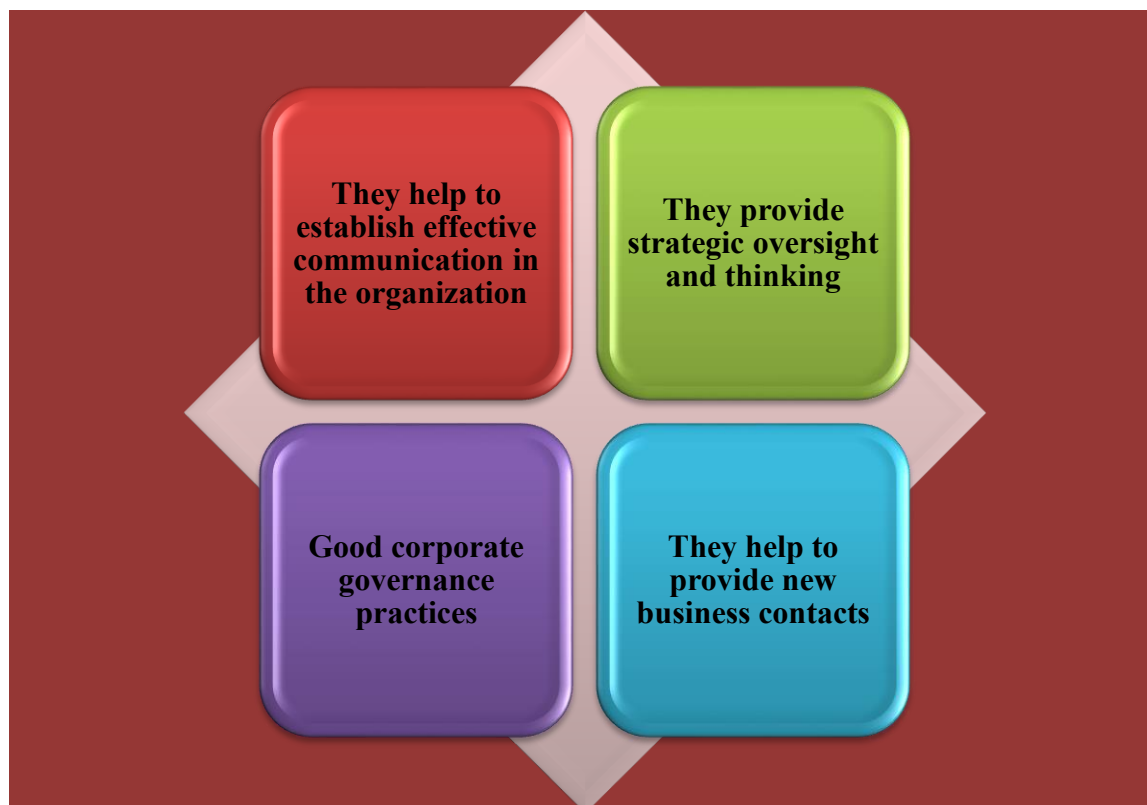 They help to
establish effective
communication in
the organization
They provide
strategic oversight
and thinking
Good corporate
governance
practices
They help to
provide new
business contacts